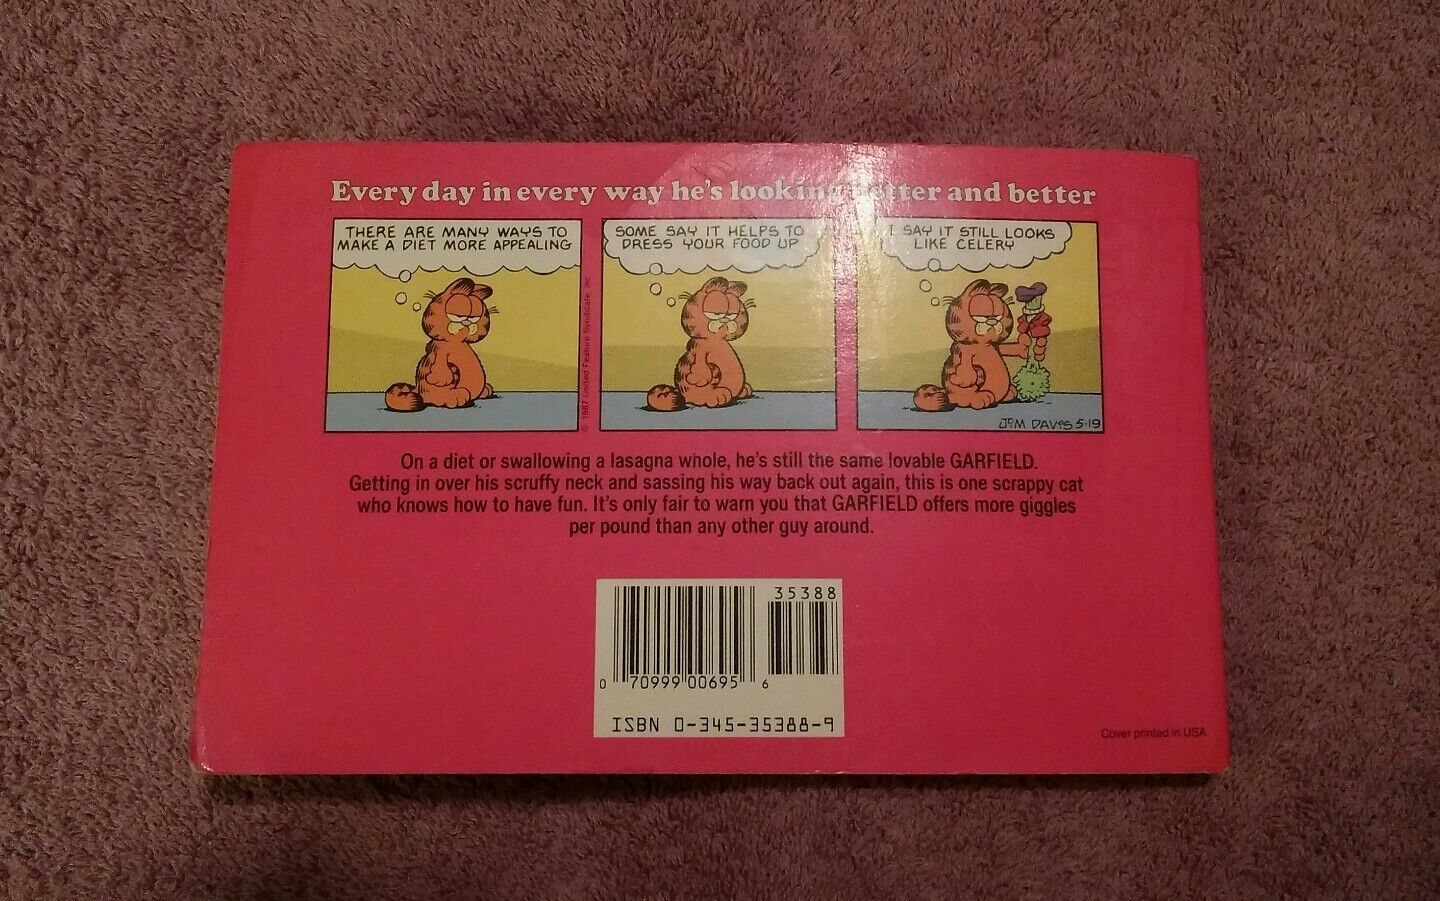 Every day in every way he's looking better and better
THERE ARE MANY WAYS TO
MAKE A DIET MORE APPEALING
SOME SAY IT HELPS TO
DRESS YOUR FOOD UP
I SAY IT STILL LOOKS
LIKE CELERY
© 1987 United Feature Syndicate, Inc.
JIM DAVIS 5-19
On a diet or swallowing a lasagna whole, he's still the same lovable GARFIELD.
Getting in over his scruffy neck and sassing his way back out again, this is one scrappy cat
who knows how to have fun. It's only fair to warn you that GARFIELD offers more giggles
per pound than any other guy around.
35388
0 70999 00695 6
ISBN 0-345-35388-9
Cover printed in USA